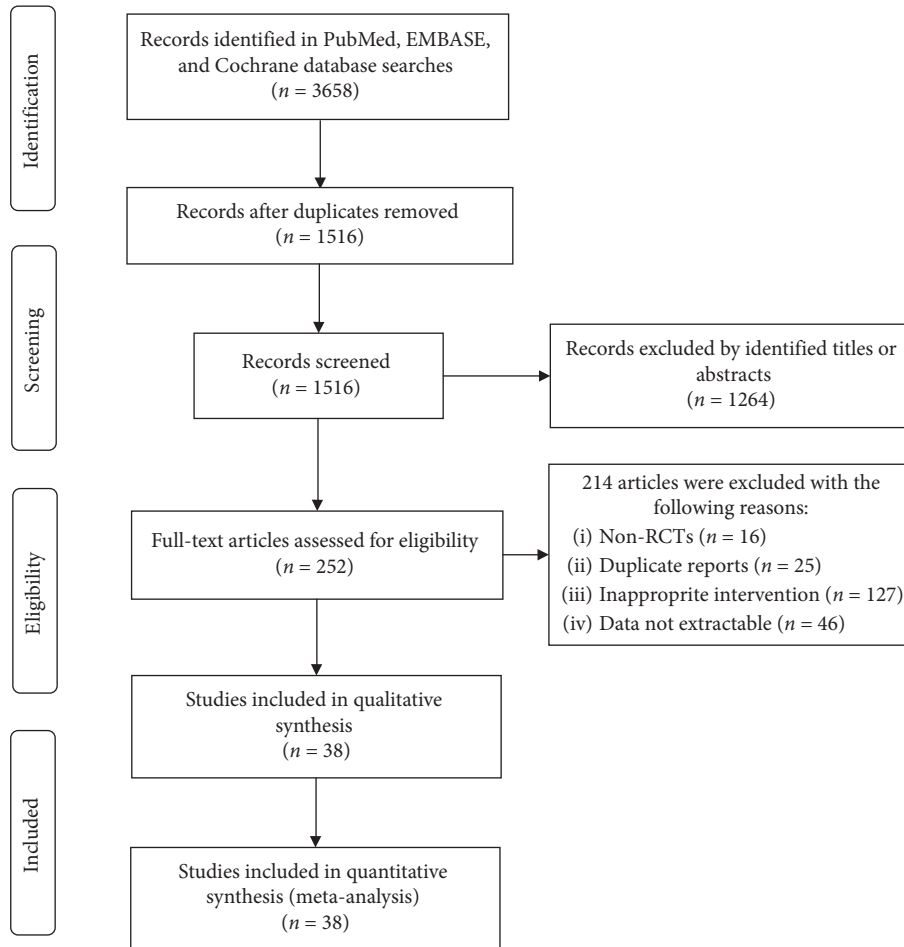 Identification
Records identified in PubMed, EMBASE,
and Cochrane database searches
(n = 3658)
Records after duplicates removed
(n = 1516)
Screening
Records screened
(n = 1516)
Records excluded by identified titles or
abstracts
(n = 1264)
Eligibility
Full-text articles assessed for eligibility
(n = 252)
214 articles were excluded with the
following reasons:
(i) Non-RCTs (n = 16)
(ii) Duplicate reports (n = 25)
(iii) Inapproprite intervention (n = 127)
(iv) Data not extractable (n = 46)
Studies included in qualitative
synthesis
(n = 38)
Included
Studies included in quantitative
synthesis (meta-analysis)
(n = 38)